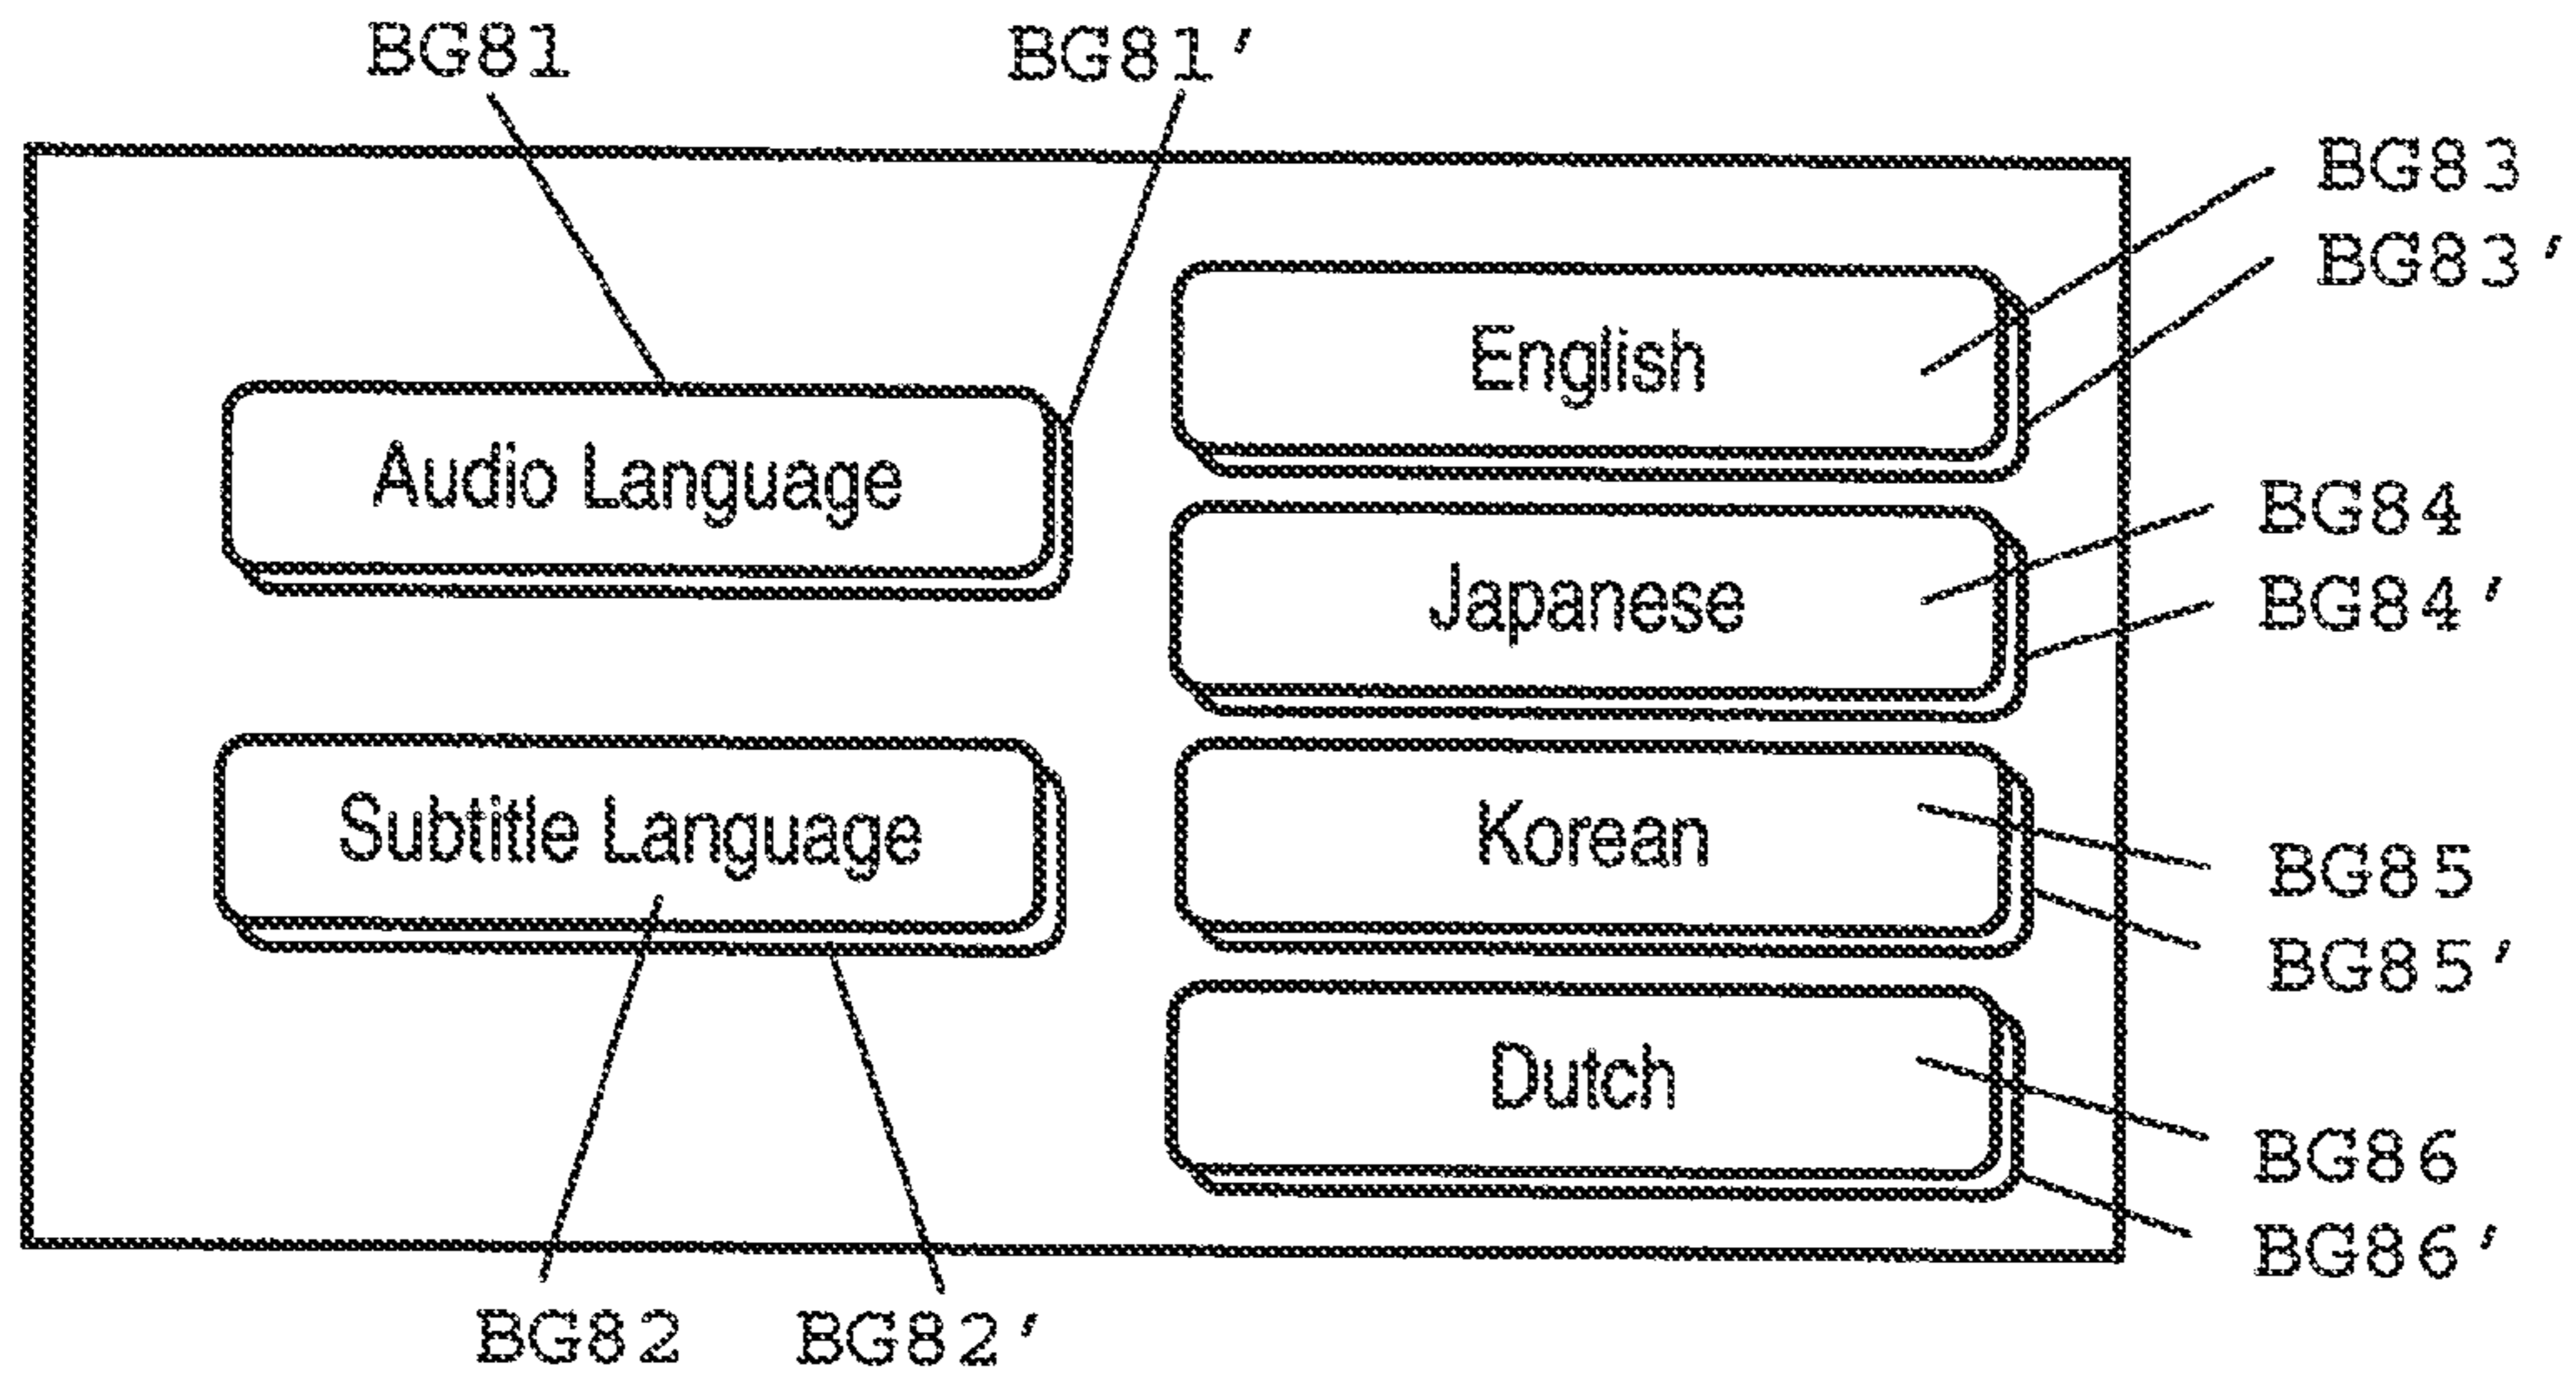 BG81 BG81'
BG83
BG83'
English
Audio Language
BG84
Japanese
BG84'
Subtitle Language
Korean
BG85
BG85'
Dutch
BG86
BG86'
BG82 BG82'